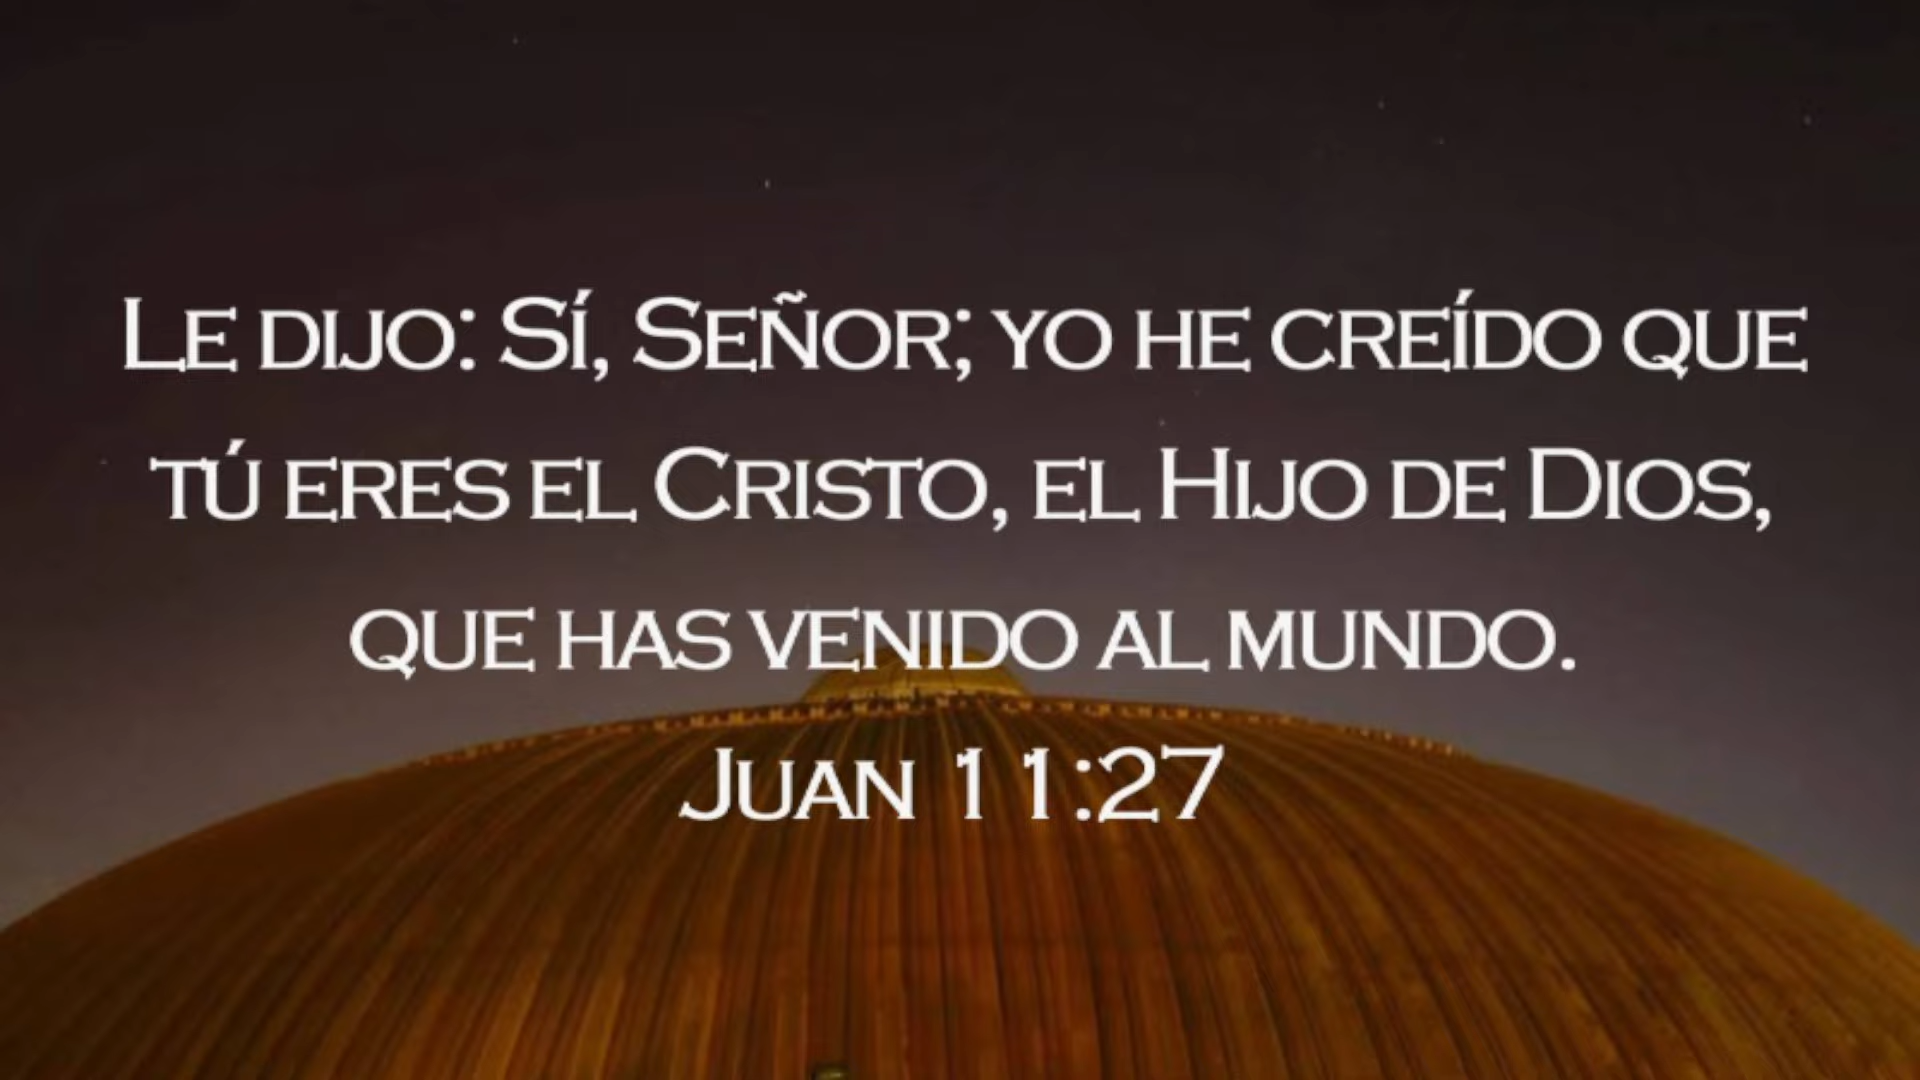 Le dijo: Sí, Señor; yo he creído que
tú eres el Cristo, el Hijo de Dios,
que has venido al mundo.
Juan 11:27